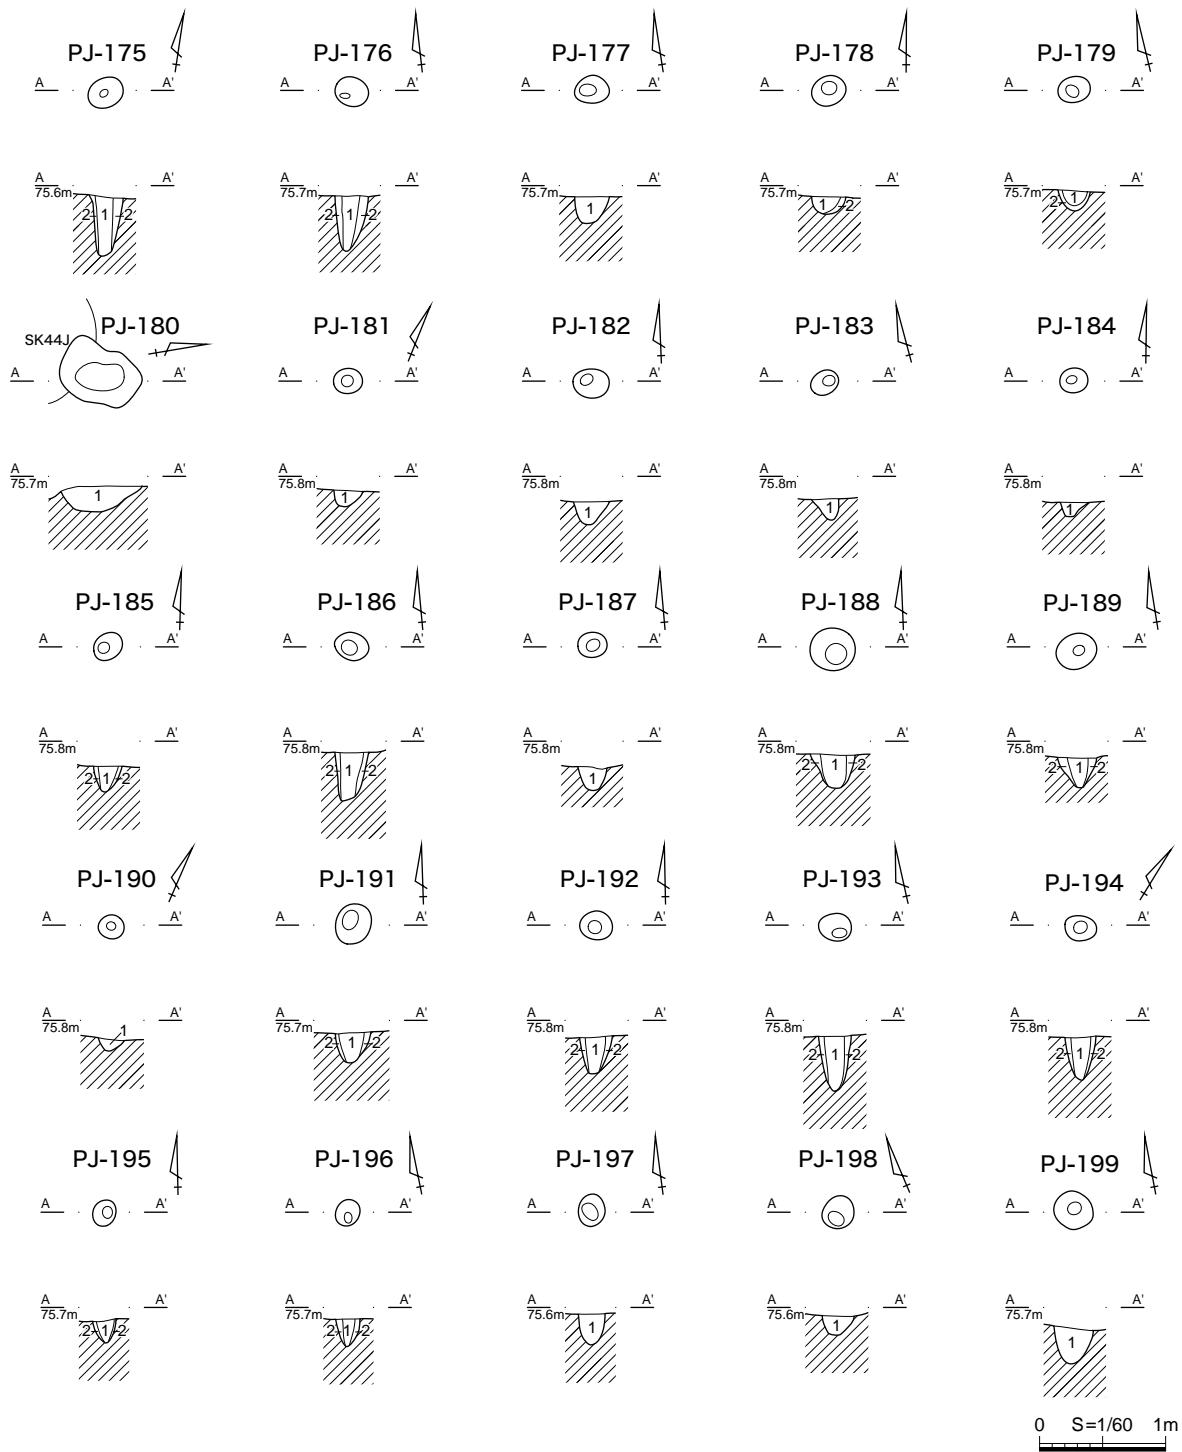 PJ-175 PJ-176 PJ-177 PJ-178 PJ-179
A A' A A' A A' A A' A A'
A A' A A' A A' A A' A A'
75.6m 75.7m 75.7m 75.7m 75.7m
2 1 2 2 1 2 1 1 2 2 1
PJ-180 PJ-181 PJ-182 PJ-183 PJ-184
SK44J
A A' A A' A A' A A' A A'
A A' A A' A A' A A' A A'
75.7m 75.8m 75.8m 75.8m 75.8m
1 1 1 1 1
PJ-185 PJ-186 PJ-187 PJ-188 PJ-189
A A' A A' A A' A A' A A'
A A' A A' A A' A A' A A'
75.8m 75.8m 75.8m 75.8m 75.8m
2 1 2 2 1 2 1 2 1 2 2 1 2
PJ-190 PJ-191 PJ-192 PJ-193 PJ-194
A A' A A' A A' A A' A A'
A A' A A' A A' A A' A A'
75.8m 75.7m 75.8m 75.8m 75.8m
1 2 1 2 2 1 2 2 1 2 2 1 2
PJ-195 PJ-196 PJ-197 PJ-198 PJ-199
A A' A A' A A' A A' A A'
A A' A A' A A' A A' A A'
75.7m 75.7m 75.6m 75.6m 75.7m
2 1 2 2 1 2 1 1 1
0 S=1/60 1m